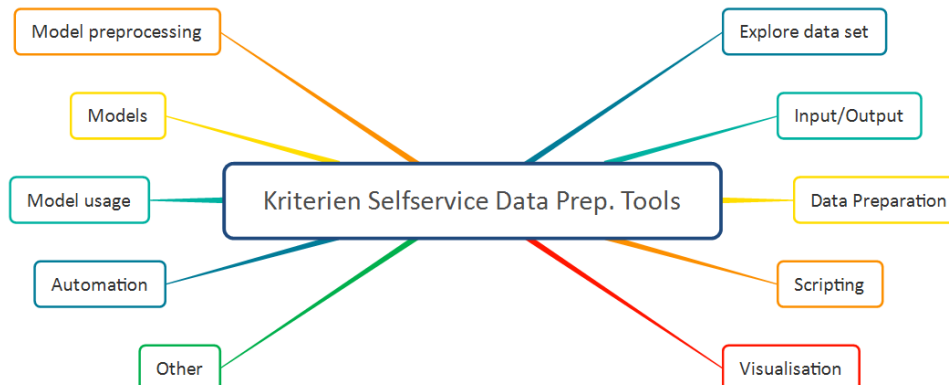 Model preprocessing
Explore data set
Models
Input/Output
Kriterien Selfservice Data Prep. Tools
Model usage
Data Preparation
Automation
Scripting
Other
Visualisation